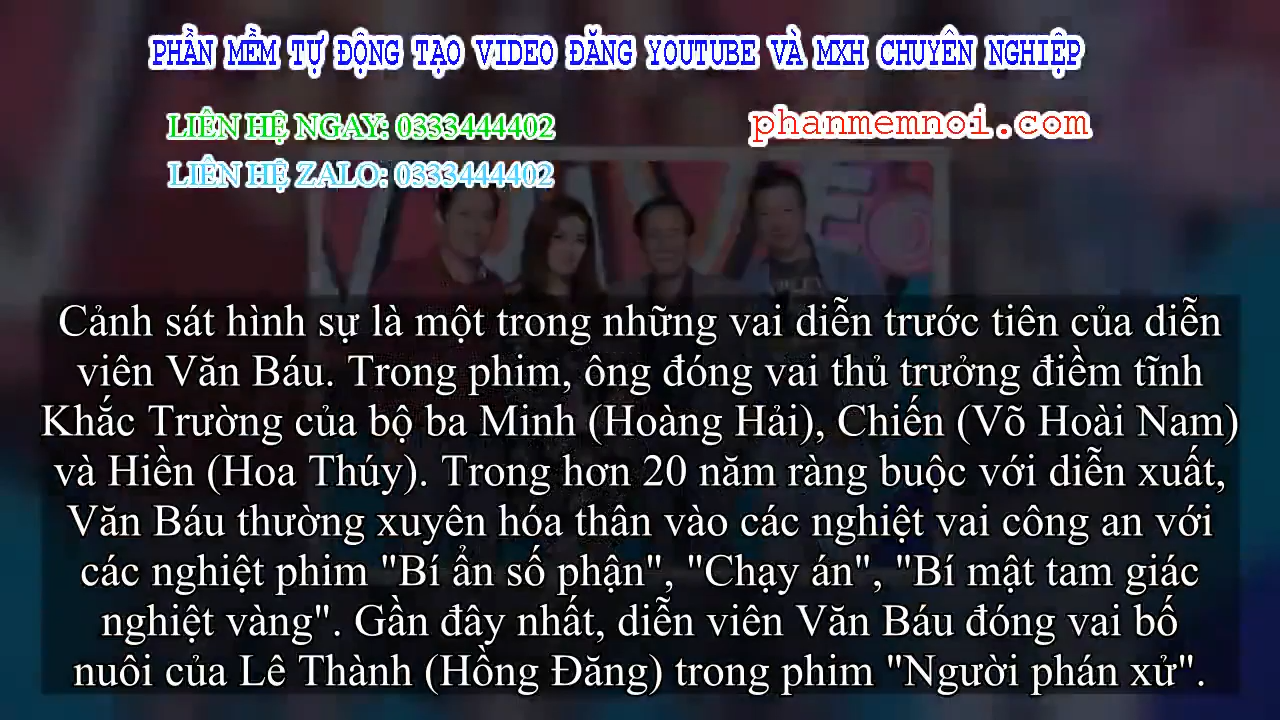 PHẦN MỀM TỰ ĐỘNG TẠO VIDEO ĐĂNG YOUTUBE VÀ MXH CHUYÊN NGHIỆP
LIÊN HỆ NGAY: 0333444402
phanmemnoi.com
LIÊN HỆ ZALO: 0333444402
Cảnh sát hình sự là một trong những vai diễn trước tiên của diễn
viên Văn Báu. Trong phim, ông đóng vai thủ trưởng điềm tĩnh
Khắc Trường của bộ ba Minh (Hoàng Hải), Chiến (Võ Hoài Nam)
và Hiền (Hoa Thúy). Trong hơn 20 năm ràng buộc với diễn xuất,
Văn Báu thường xuyên hóa thân vào các nghiệt vai công an với
các nghiệt phim "Bí ẩn số phận", "Chạy án", "Bí mật tam giác
nghiệt vàng". Gần đây nhất, diễn viên Văn Báu đóng vai bố
nuôi của Lê Thành (Hồng Đăng) trong phim "Người phán xử".